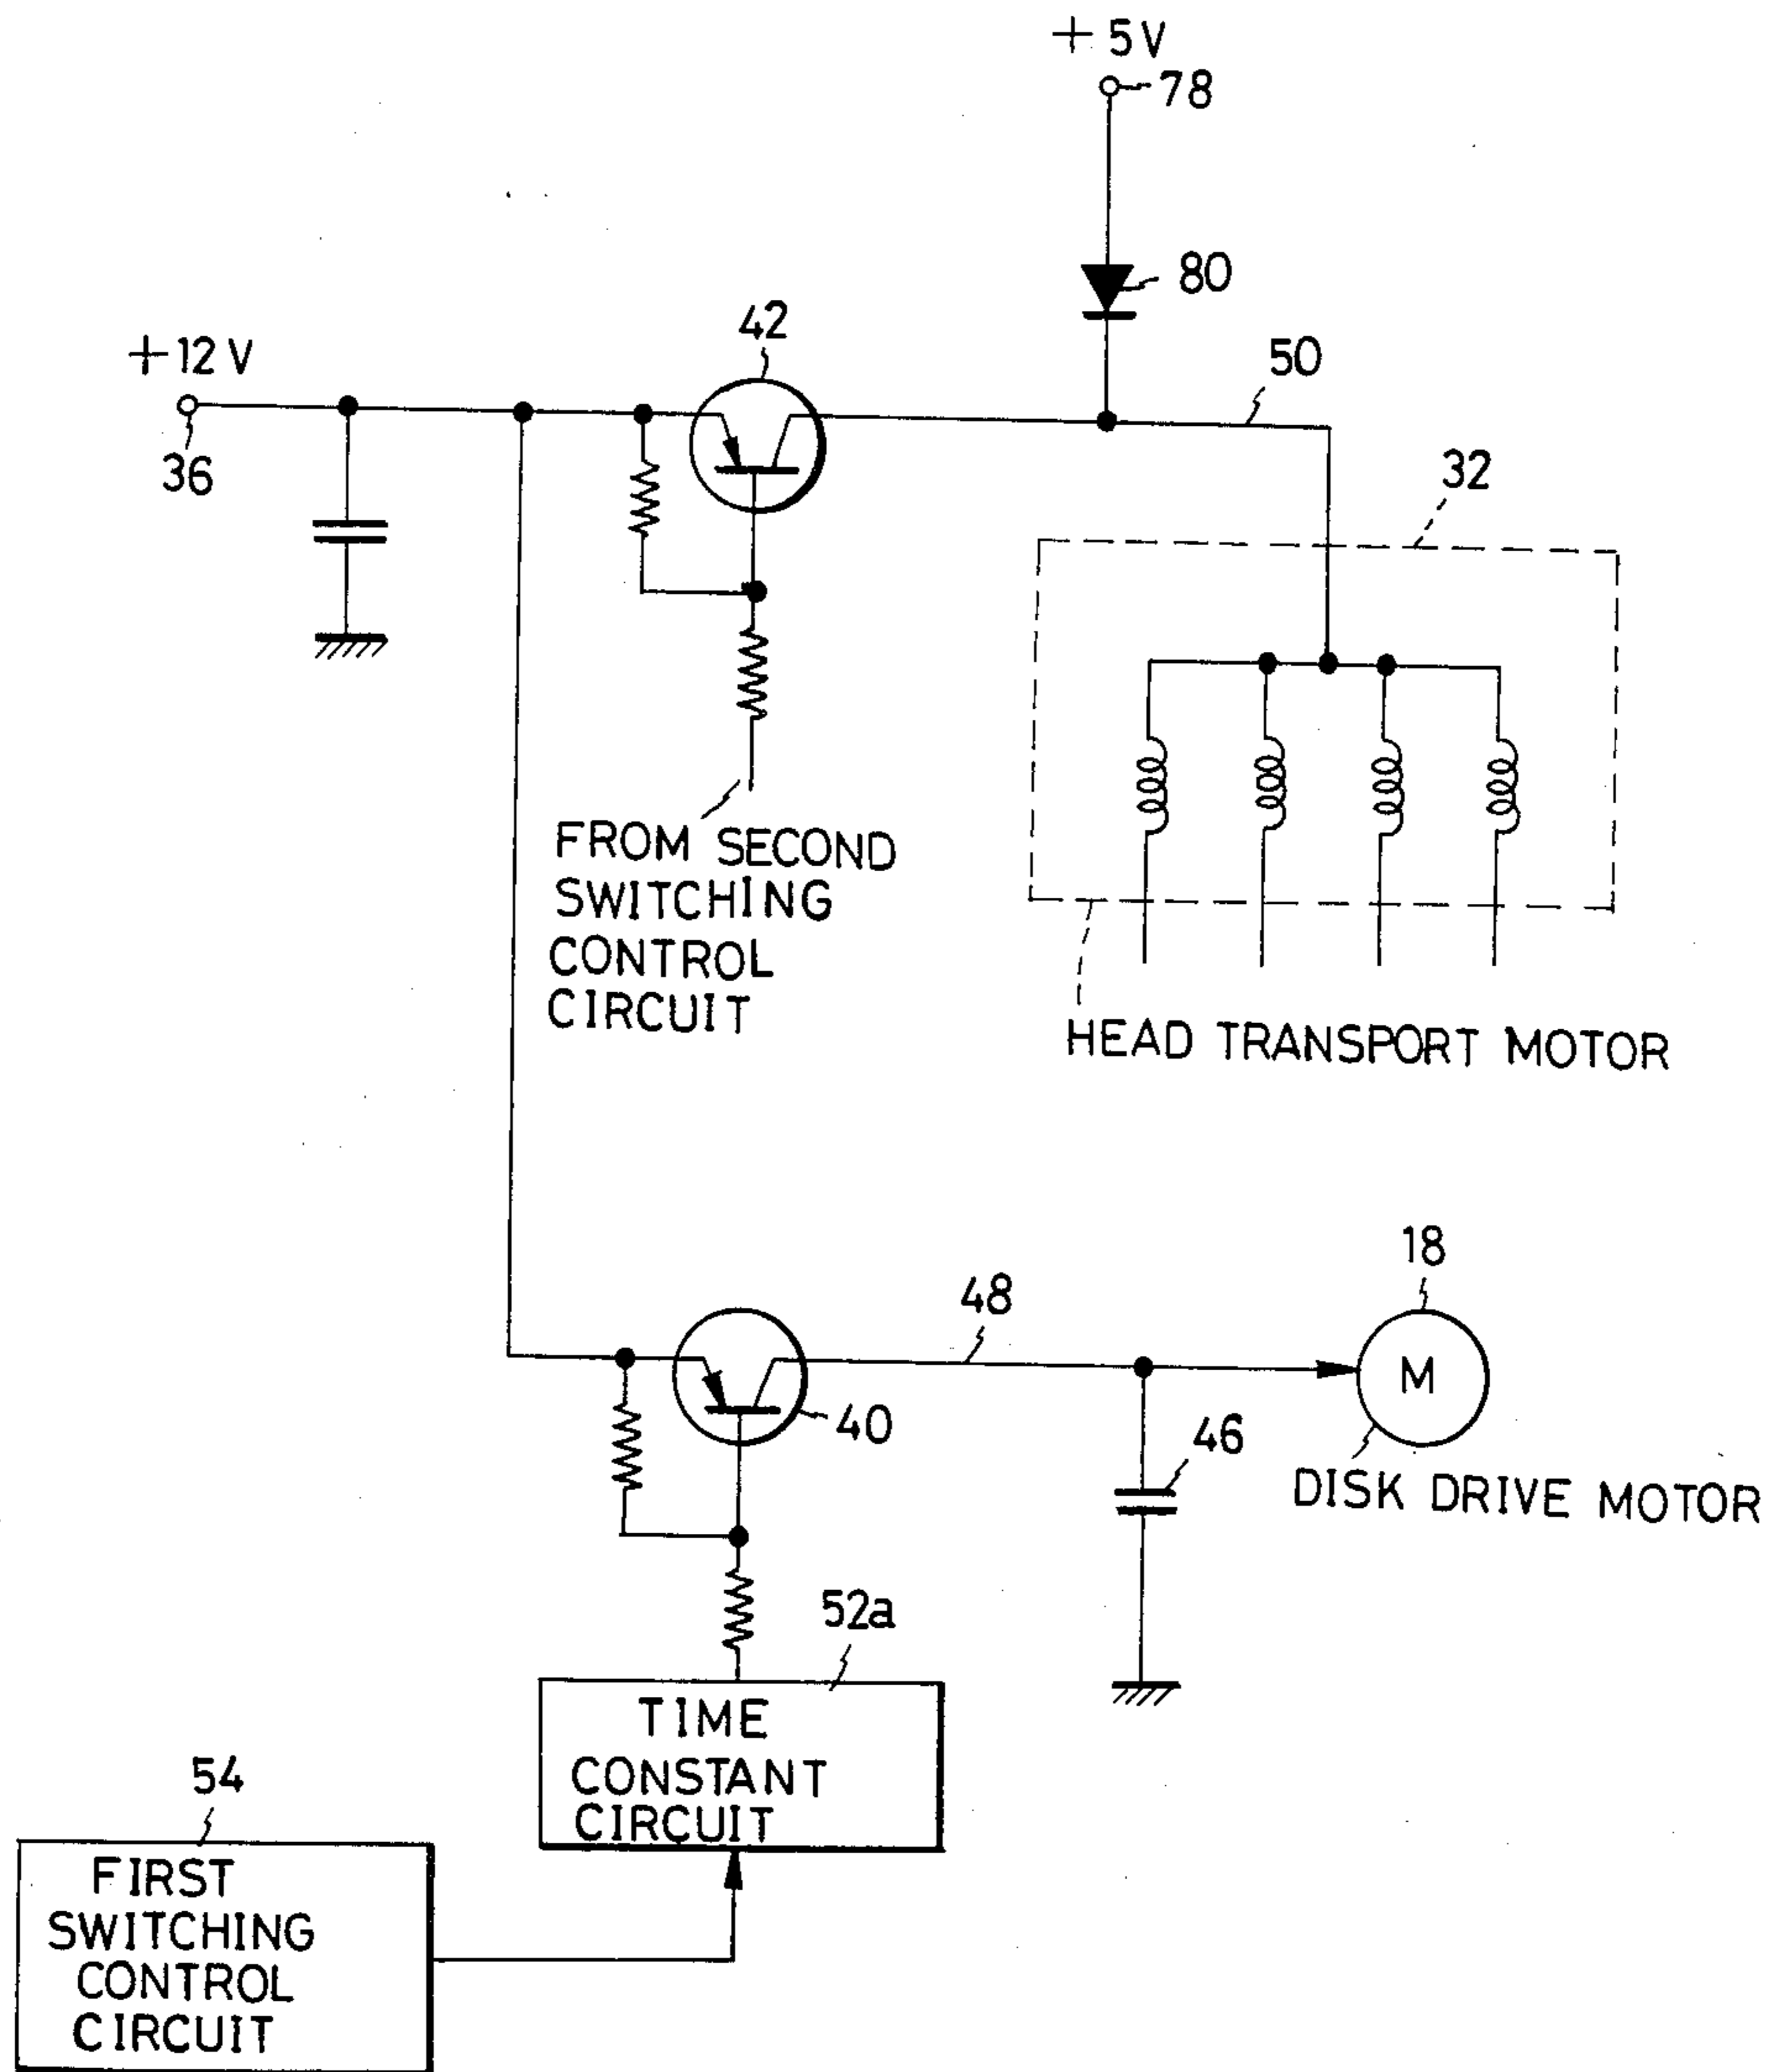 +5V
78
80
42
+12V
50
36
32
FROM SECOND
SWITCHING
CONTROL
CIRCUIT
HEAD TRANSPORT MOTOR
18
48
M
40
46
DISK DRIVE MOTOR
52a
TIME
CONSTANT
CIRCUIT
54
FIRST
SWITCHING
CONTROL
CIRCUIT